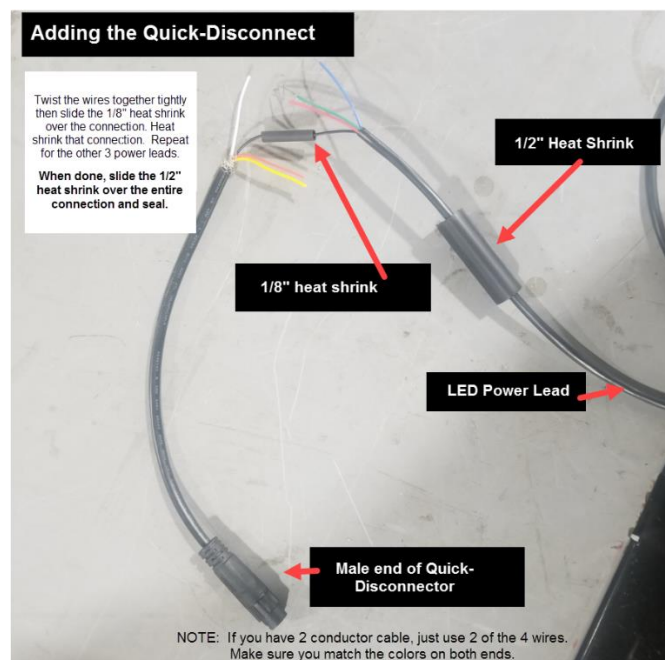 Adding the Quick-Disconnect
Twist the wires together tightly
then slide the 1/8" heat shrink
over the connection. Heat
shrink that connection. Repeat
for the other 3 power leads.
When done, slide the 1/2"
heat shrink over the entire
connection and seal.
1/2" Heat Shrink
1/8" heat shrink
LED Power Lead
Male end of Quick-
Disconnector
NOTE: If you have 2 conductor cable, just use 2 of the 4 wires.
Make sure you match the colors on both ends.